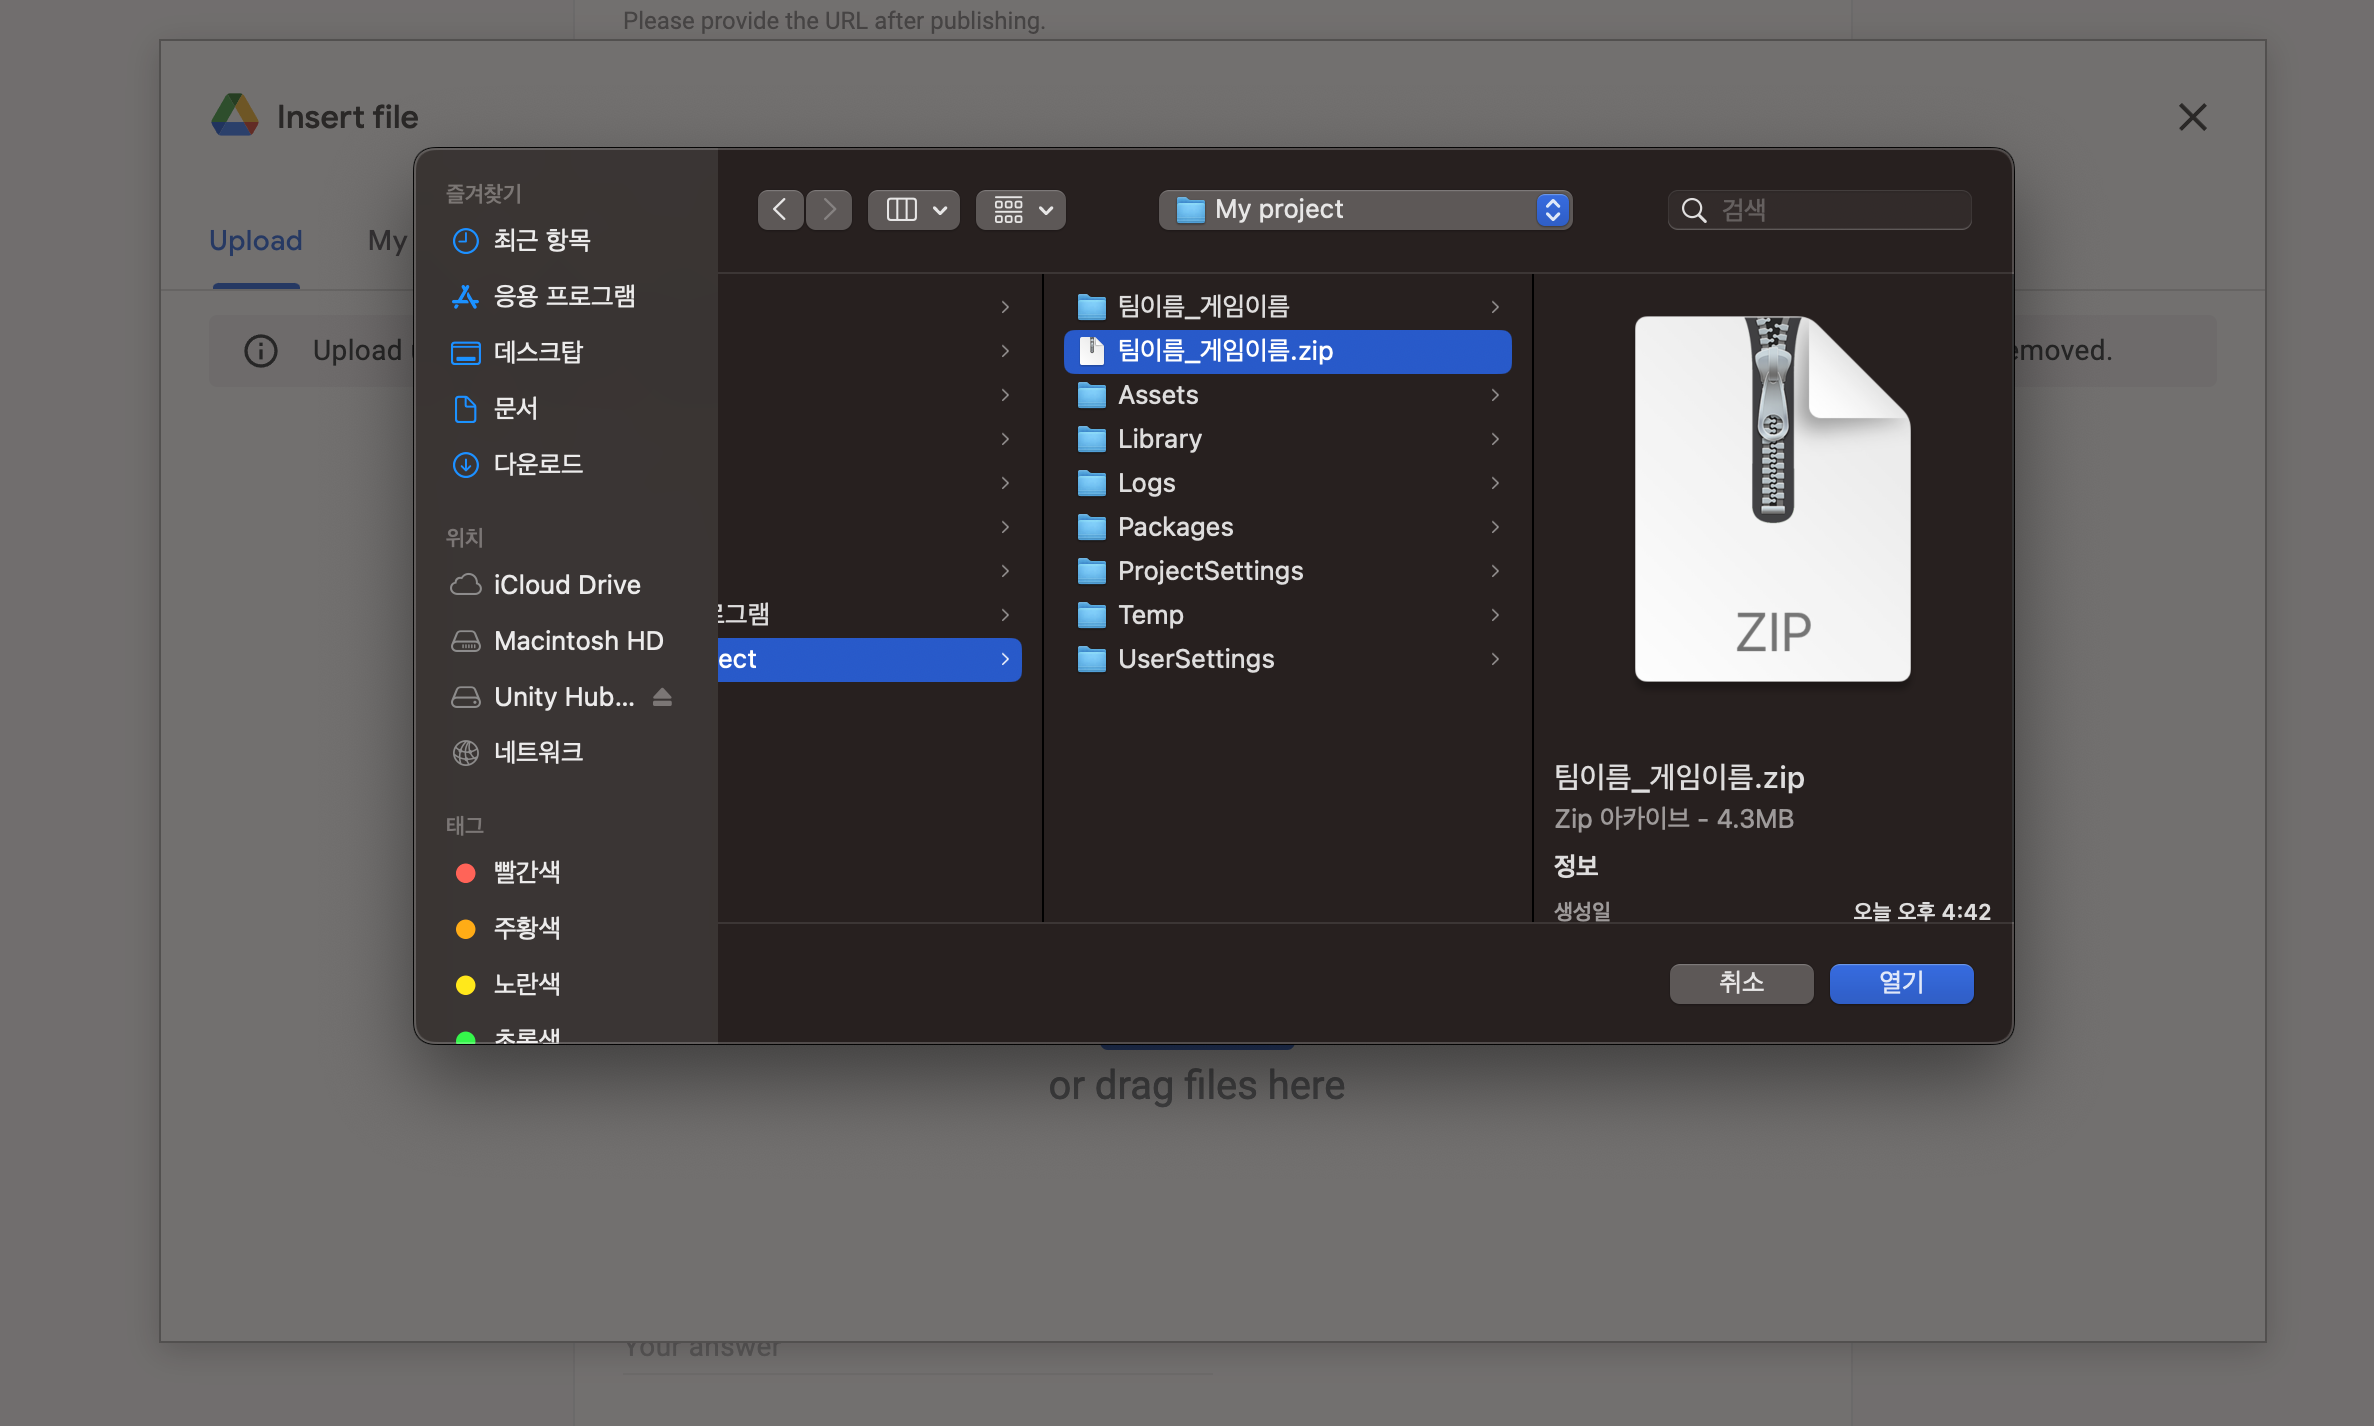 Please provide the URL after publishing.
Insert file
Upload
My
Upload
emoved.
즐겨찾기
최근 항목
응용 프로그램
데스크탑
문서
다운로드
위치
iCloud Drive
Macintosh HD
Unity Hub...
네트워크
태그
빨간색
주황색
노란색
초록색
My project
검색
로그램
ect
팀이름_게임이름
팀이름_게임이름.zip
Assets
Library
Logs
Packages
ProjectSettings
Temp
UserSettings
ZIP
팀이름_게임이름.zip
Zip 아카이브 - 4.3MB
정보
생성일 오늘 오후 4:42
취소
열기
or drag files here
Your answer